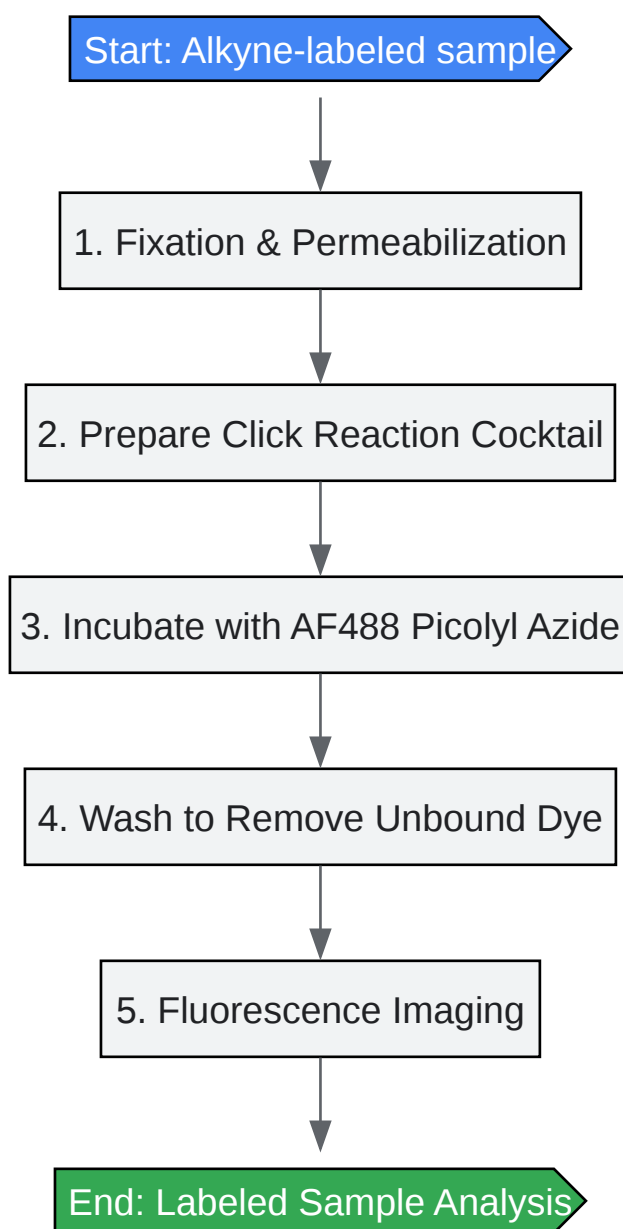 Start: Alkyne-labeled sample
1. Fixation & Permeabilization
2. Prepare Click Reaction Cocktail
3. Incubate with AF488 Picolyl Azide
4. Wash to Remove Unbound Dye
5. Fluorescence Imaging
End: Labeled Sample Analysis